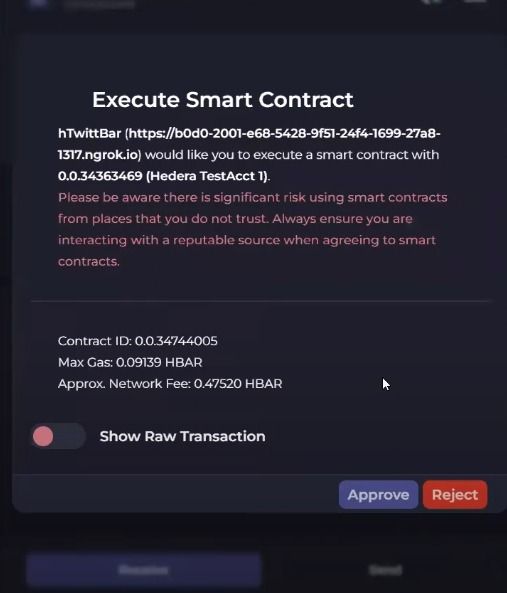 Execute Smart Contract
hTwittBar (https://b0d0-2001-e68-5428-9f51-24f4-1699-27a8-
1317.ngrok.io) would like you to execute a smart contract with
0.0.34363469 (Hedera TestAcct 1).
Please be aware there is significant risk using smart contracts
from places that you do not trust. Always ensure you are
interacting with a reputable source when agreeing to smart
contracts.
Contract ID: 0.0.34744005
Max Gas: 0.09139 HBAR
Approx. Network Fee: 0.47520 HBAR
Show Raw Transaction
Approve Reject
Receive Send